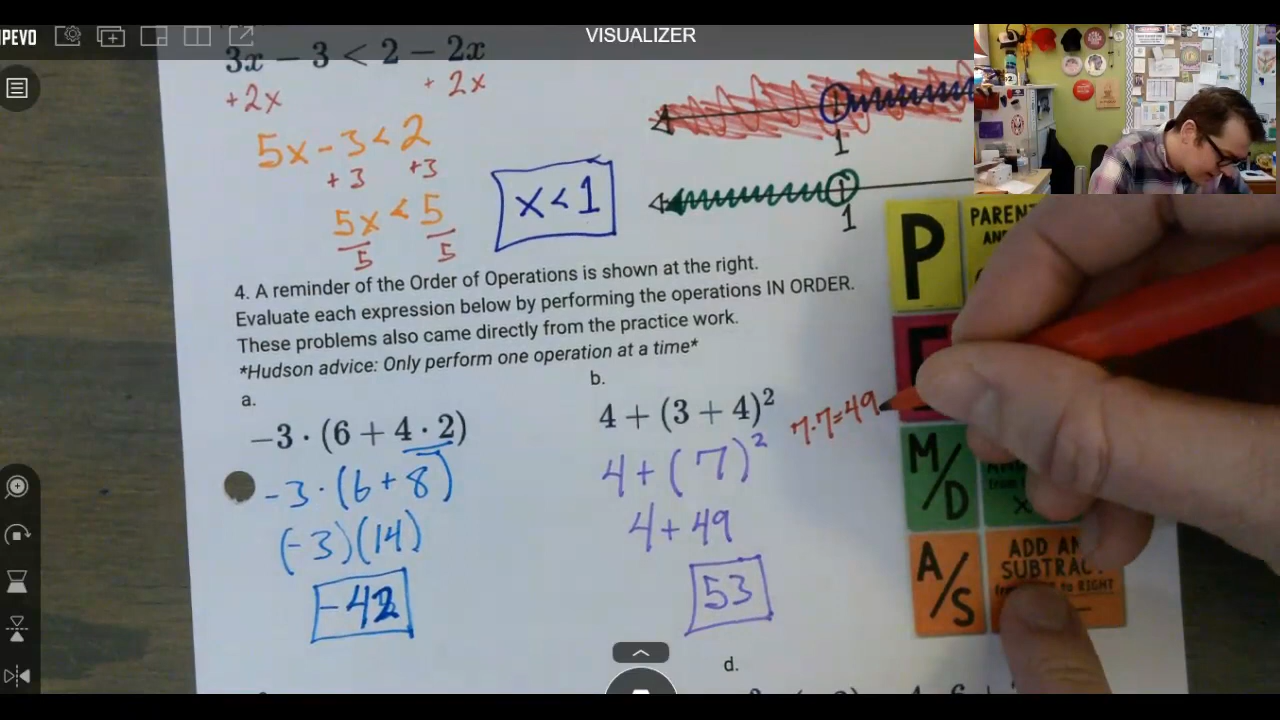 IPEVO
VISUALIZER
3x − 3 < 2 − 2x
+2x + 2x
5x − 3 < 2
+3 +3
5x < 5
5 5
x < 1
1
1
4. A reminder of the Order of Operations is shown at the right.
Evaluate each expression below by performing the operations IN ORDER.
These problems also came directly from the practice work.
*Hudson advice: Only perform one operation at a time*
a.
−3 · (6 + 4 · 2)
-3 · (6 + 8)
(-3)(14)
-42
b.
4 + (3 + 4)²
7·7=49
4 + (7)²
4 + 49
53
d.
P
M/D
A/S
ADD
SUBTRAC
to RIGHT